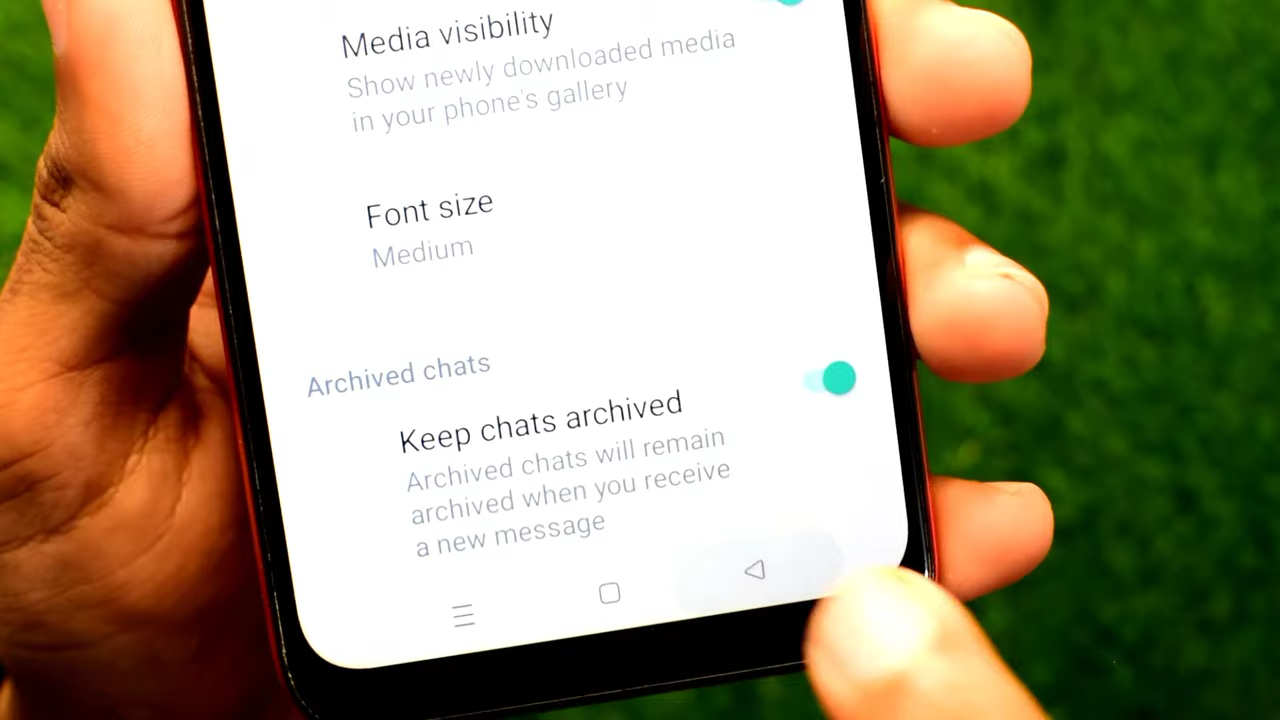 Media visibility
Show newly downloaded media
in your phone's gallery
Font size
Medium
Archived chats
Keep chats archived
Archived chats will remain
archived when you receive
a new message